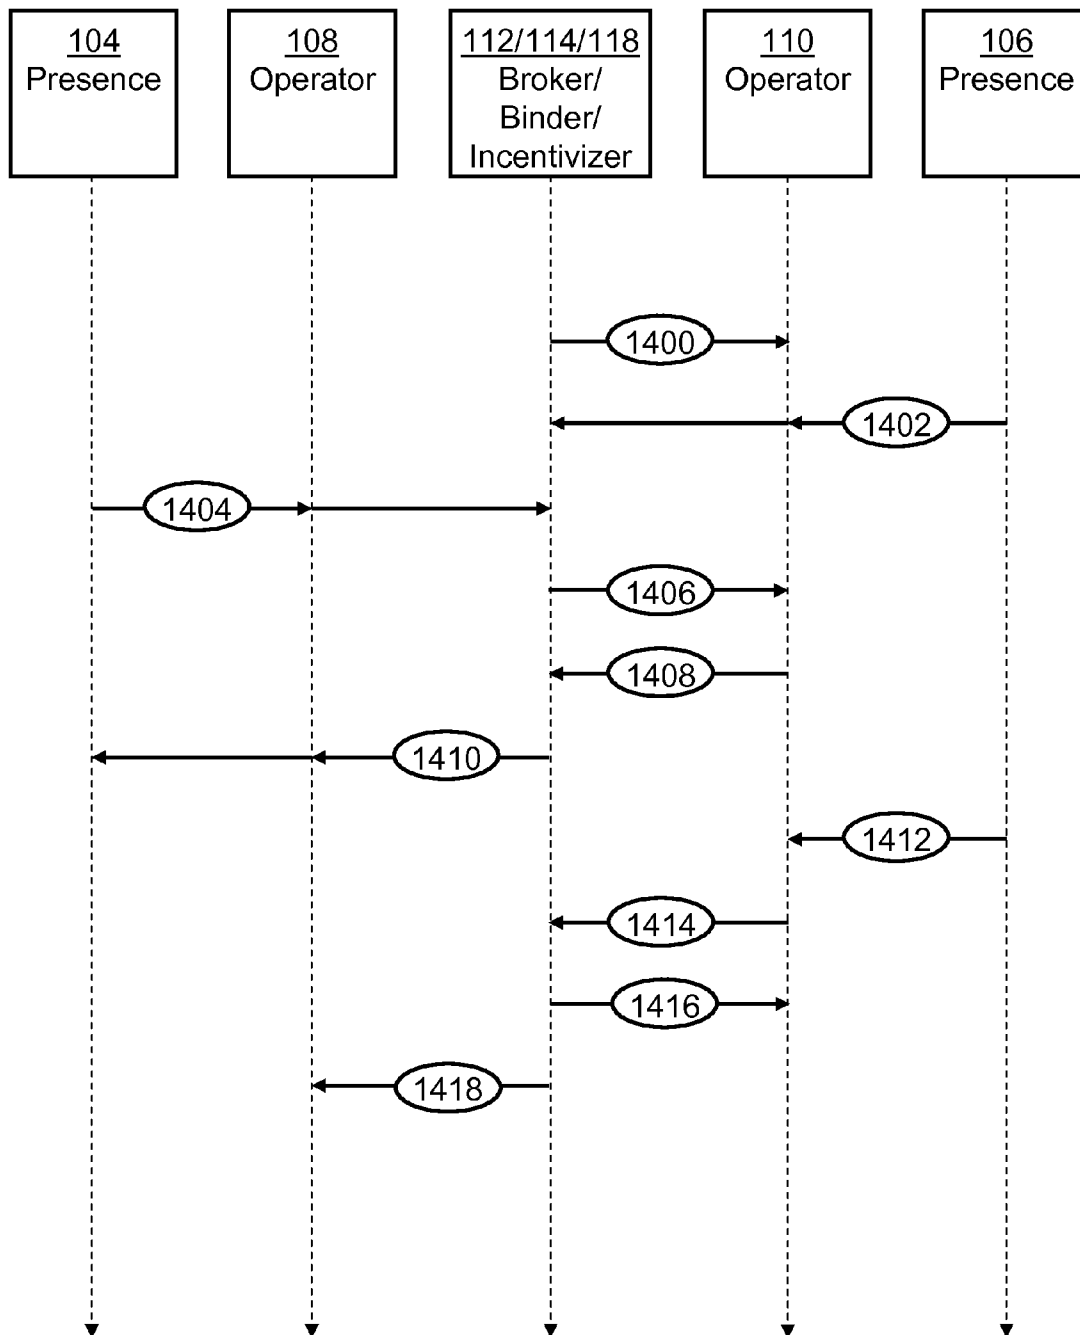 104
Presence
108
Operator
112/114/118
Broker/
Binder/
Incentivizer
110
Operator
106
Presence
1400
1402
1404
1406
1408
1410
1412
1414
1416
1418